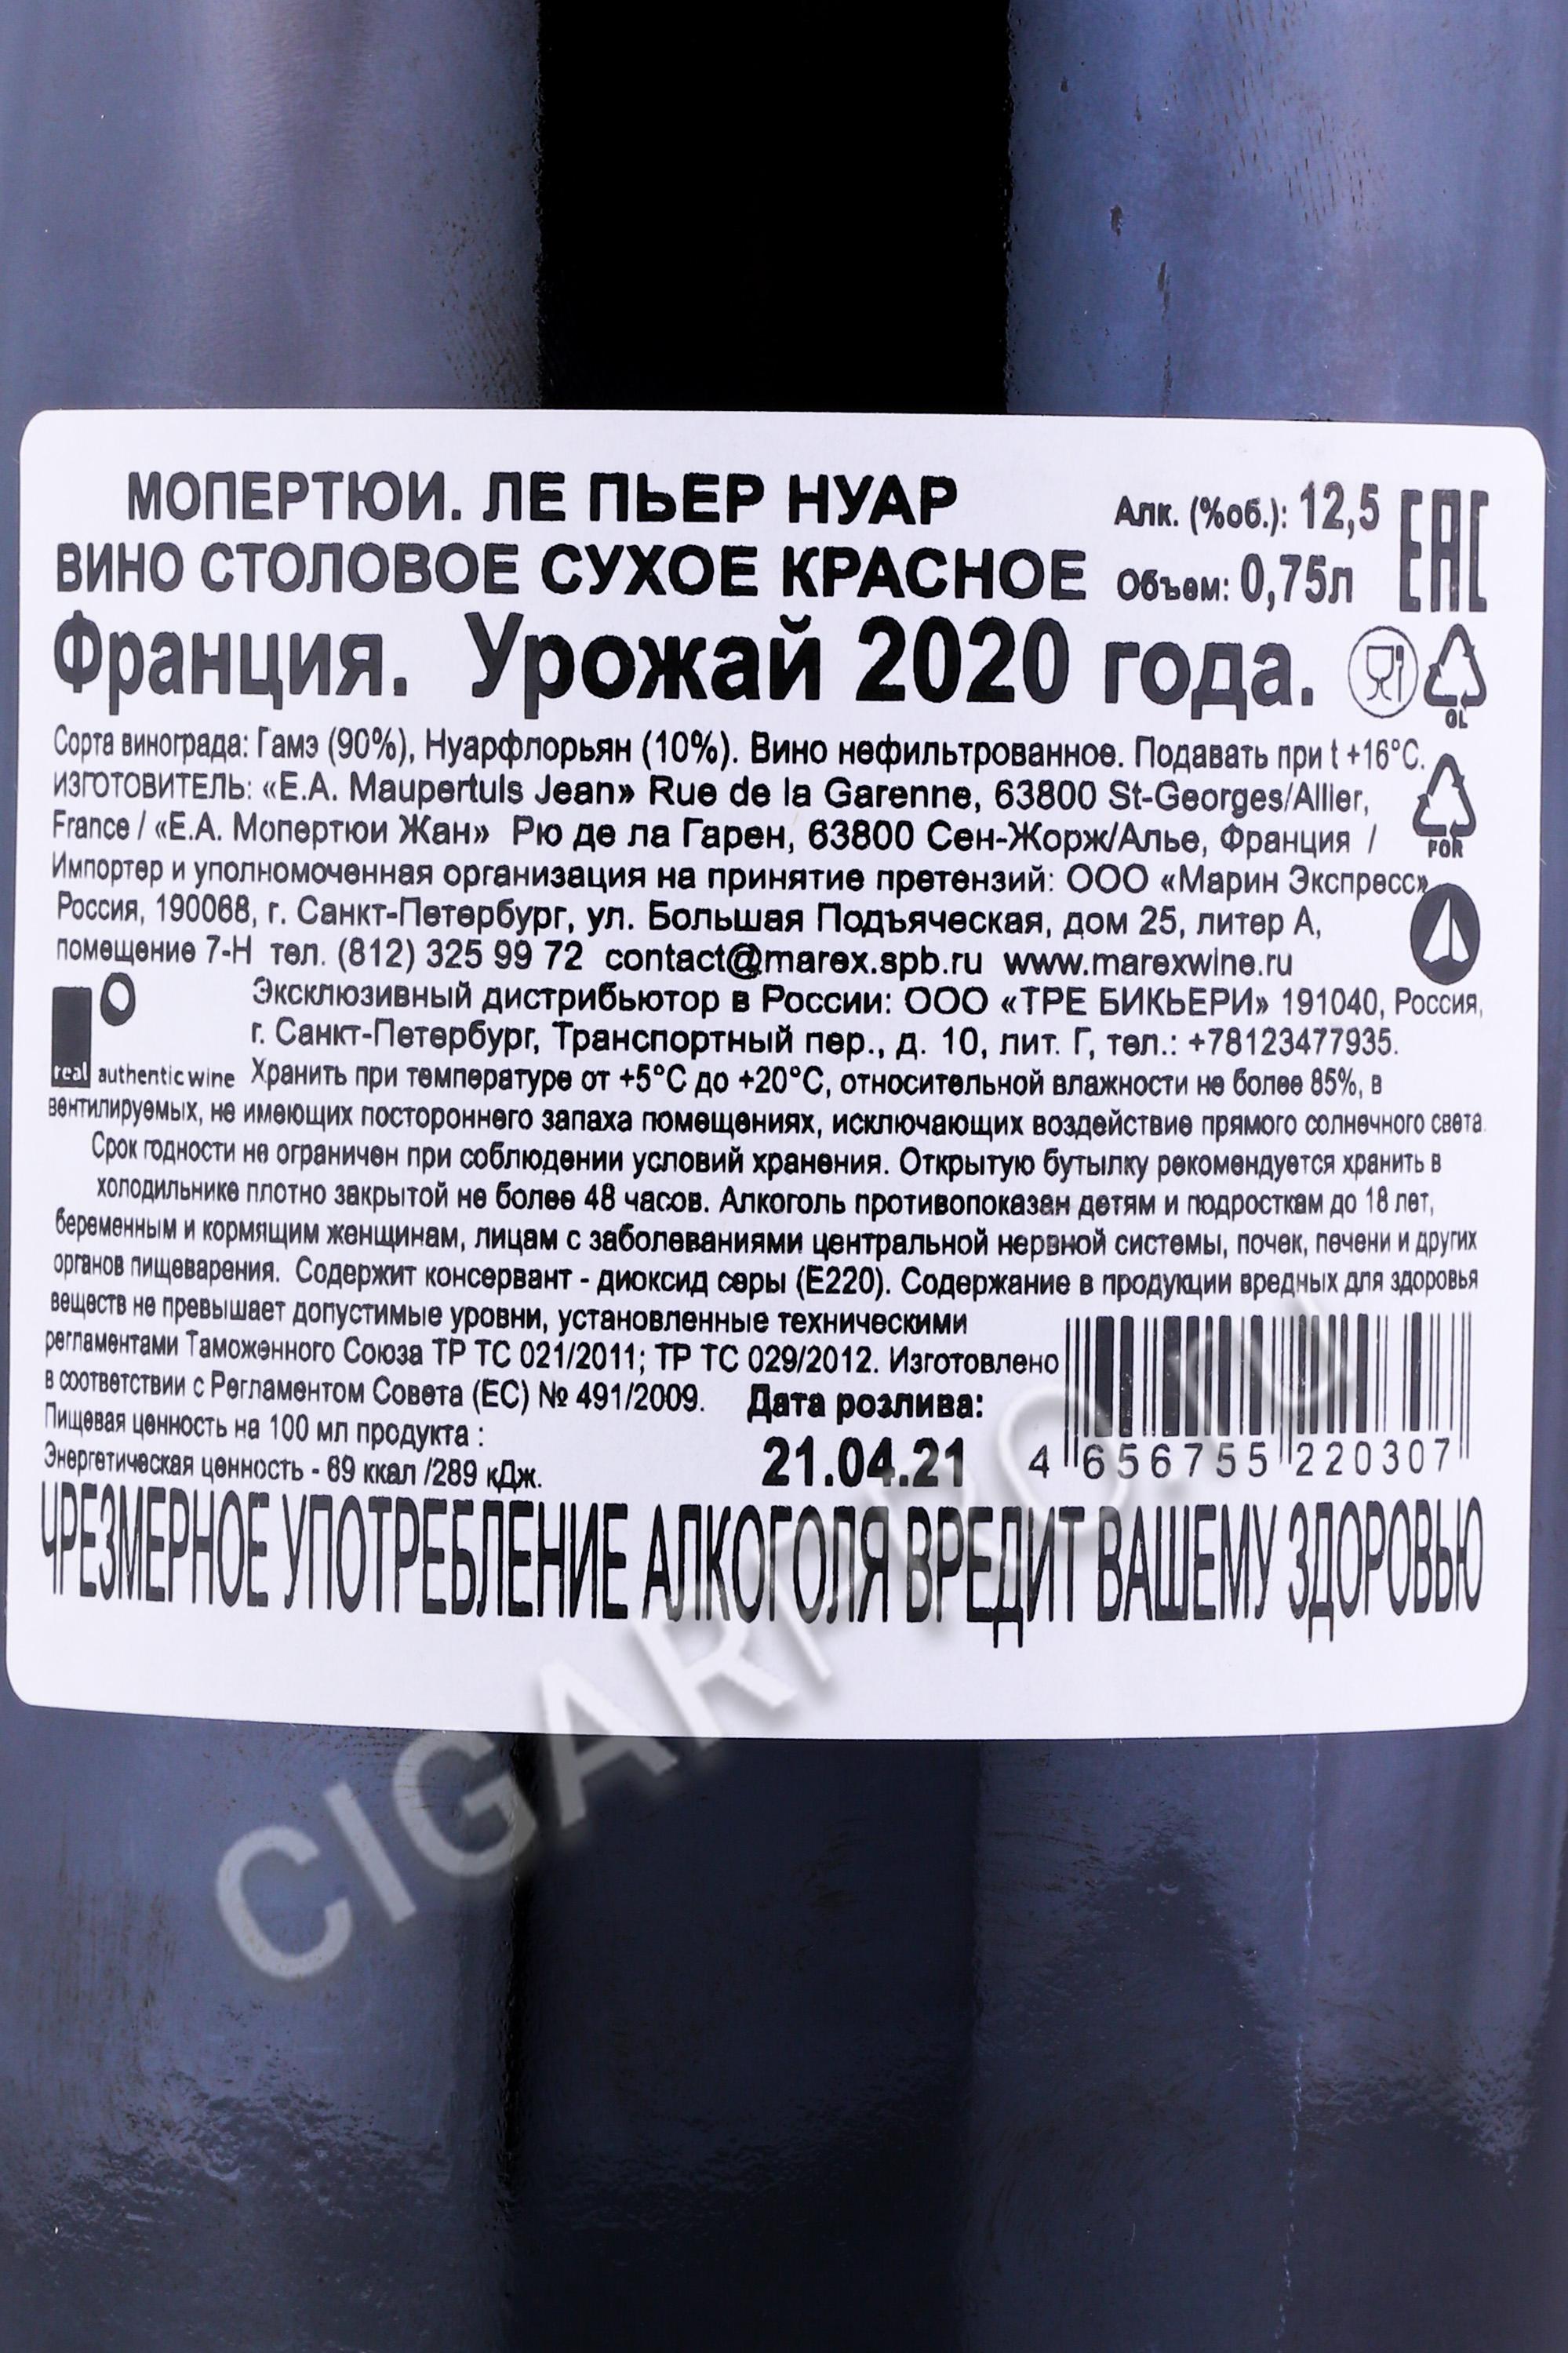 МОПЕРТЮИ. ЛЕ ПЬЕР НУАР
ВИНО СТОЛОВОЕ СУХОЕ КРАСНОЕ
Алк. (%об.): 12,5
Объем: 0,75л
EAC
Франция. Урожай 2020 года.
GL
Сорта винограда: Гамэ (90%), Нуарфлорьян (10%). Вино нефильтрованное. Подавать при t +16°C.
ИЗГОТОВИТЕЛЬ: «E.A. Maupertuis Jean» Rue de la Garenne, 63800 St-Georges/Allier,
France / «Е.А. Мопертюи Жан» Рю де ла Гарен, 63800 Сен-Жорж/Алье, Франция /
FOR
Импортер и уполномоченная организация на принятие претензий: ООО «Марин Экспресс»
Россия, 190068, г. Санкт-Петербург, ул. Большая Подъяческая, дом 25, литер А,
помещение 7-Н тел. (812) 325 99 72 contact@marex.spb.ru www.marexwine.ru
Эксклюзивный дистрибьютор в России: ООО «ТРЕ БИКЬЕРИ» 191040, Россия,
г. Санкт-Петербург, Транспортный пер., д. 10, лит. Г, тел.: +78123477935.
real authentic wine
Хранить при температуре от +5°C до +20°C, относительной влажности не более 85%, в
вентилируемых, не имеющих постороннего запаха помещениях, исключающих воздействие прямого солнечного света.
Срок годности не ограничен при соблюдении условий хранения. Открытую бутылку рекомендуется хранить в
холодильнике плотно закрытой не более 48 часов. Алкоголь противопоказан детям и подросткам до 18 лет,
беременным и кормящим женщинам, лицам с заболеваниями центральной нервной системы, почек, печени и других
органов пищеварения. Содержит консервант - диоксид серы (Е220). Содержание в продукции вредных для здоровья
веществ не превышает допустимые уровни, установленные техническими
регламентами Таможенного Союза ТР ТС 021/2011; ТР ТС 029/2012. Изготовлено
в соответствии с Регламентом Совета (ЕС) № 491/2009.
Дата розлива:
Пищевая ценность на 100 мл продукта :
Энергетическая ценность - 69 ккал /289 кДж.
21.04.21
4 656755 220307
ЧРЕЗМЕРНОЕ УПОТРЕБЛЕНИЕ АЛКОГОЛЯ ВРЕДИТ ВАШЕМУ ЗДОРОВЬЮ
CIGARPRO.ru